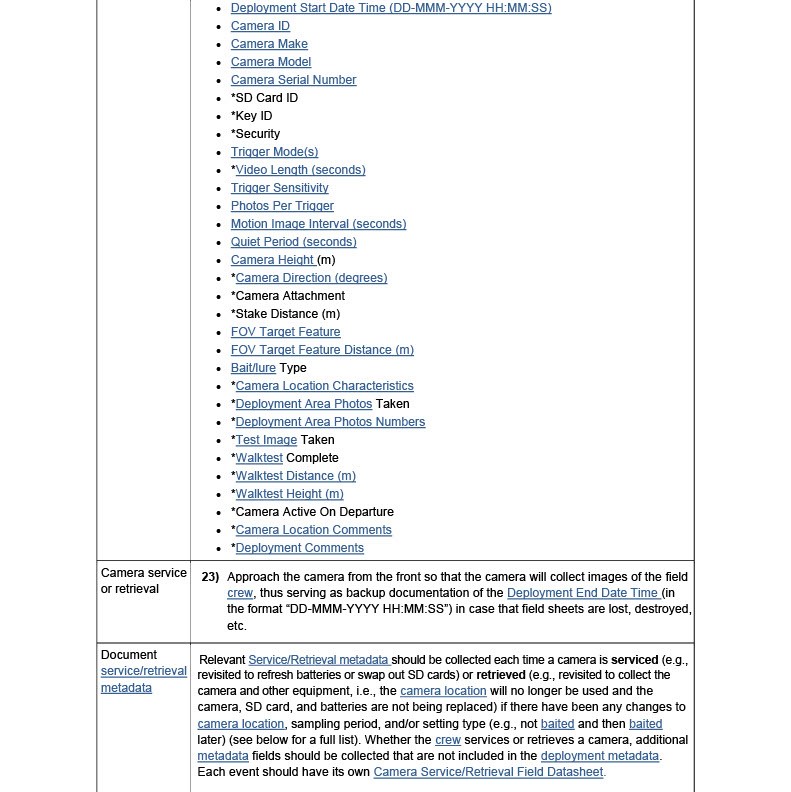 • Deployment Start Date Time (DD-MMM-YYYY HH:MM:SS)
• Camera ID
• Camera Make
• Camera Model
• Camera Serial Number
• *SD Card ID
• *Key ID
• *Security
• Trigger Mode(s)
• *Video Length (seconds)
• Trigger Sensitivity
• Photos Per Trigger
• Motion Image Interval (seconds)
• Quiet Period (seconds)
• Camera Height (m)
• *Camera Direction (degrees)
• *Camera Attachment
• *Stake Distance (m)
• FOV Target Feature
• FOV Target Feature Distance (m)
• Bait/lure Type
• *Camera Location Characteristics
• *Deployment Area Photos Taken
• *Deployment Area Photos Numbers
• *Test Image Taken
• *Walktest Complete
• *Walktest Distance (m)
• *Walktest Height (m)
• *Camera Active On Departure
• *Camera Location Comments
• *Deployment Comments
Camera service
or retrieval
23) Approach the camera from the front so that the camera will collect images of the field
crew, thus serving as backup documentation of the Deployment End Date Time (in
the format “DD-MMM-YYYY HH:MM:SS”) in case that field sheets are lost, destroyed,
etc.
Document
service/retrieval
metadata
Relevant Service/Retrieval metadata should be collected each time a camera is serviced (e.g.,
revisited to refresh batteries or swap out SD cards) or retrieved (e.g., revisited to collect the
camera and other equipment, i.e., the camera location will no longer be used and the
camera, SD card, and batteries are not being replaced) if there have been any changes to
camera location, sampling period, and/or setting type (e.g., not baited and then baited
later) (see below for a full list). Whether the crew services or retrieves a camera, additional
metadata fields should be collected that are not included in the deployment metadata.
Each event should have its own Camera Service/Retrieval Field Datasheet.